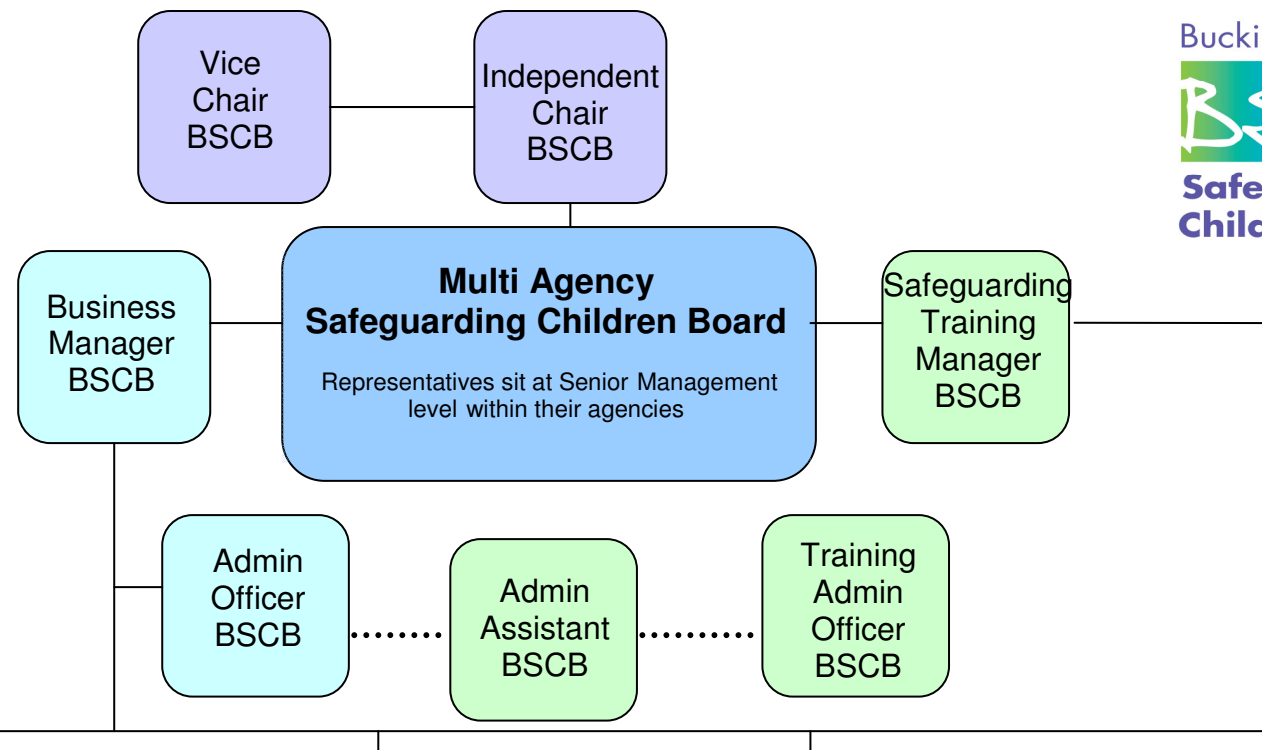 Vice
Chair
BSCB
Independent
Chair
BSCB
Bucki
BS
Safe
Chilc
Multi Agency
Safeguarding Children Board
Representatives sit at Senior Management
level within their agencies
Business
Manager
BSCB
Safeguarding
Training
Manager
BSCB
Admin
Officer
BSCB
Admin
Assistant
BSCB
Training
Admin
Officer
BSCB